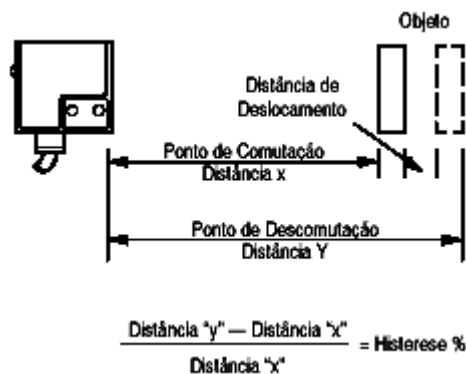 Objeto
Distância de
Deslocamento
Ponto de Comutação
Distância x
Ponto de Descomutação
Distância Y
Distância "y" — Distância "x"
Distância "x"
= Histerese %